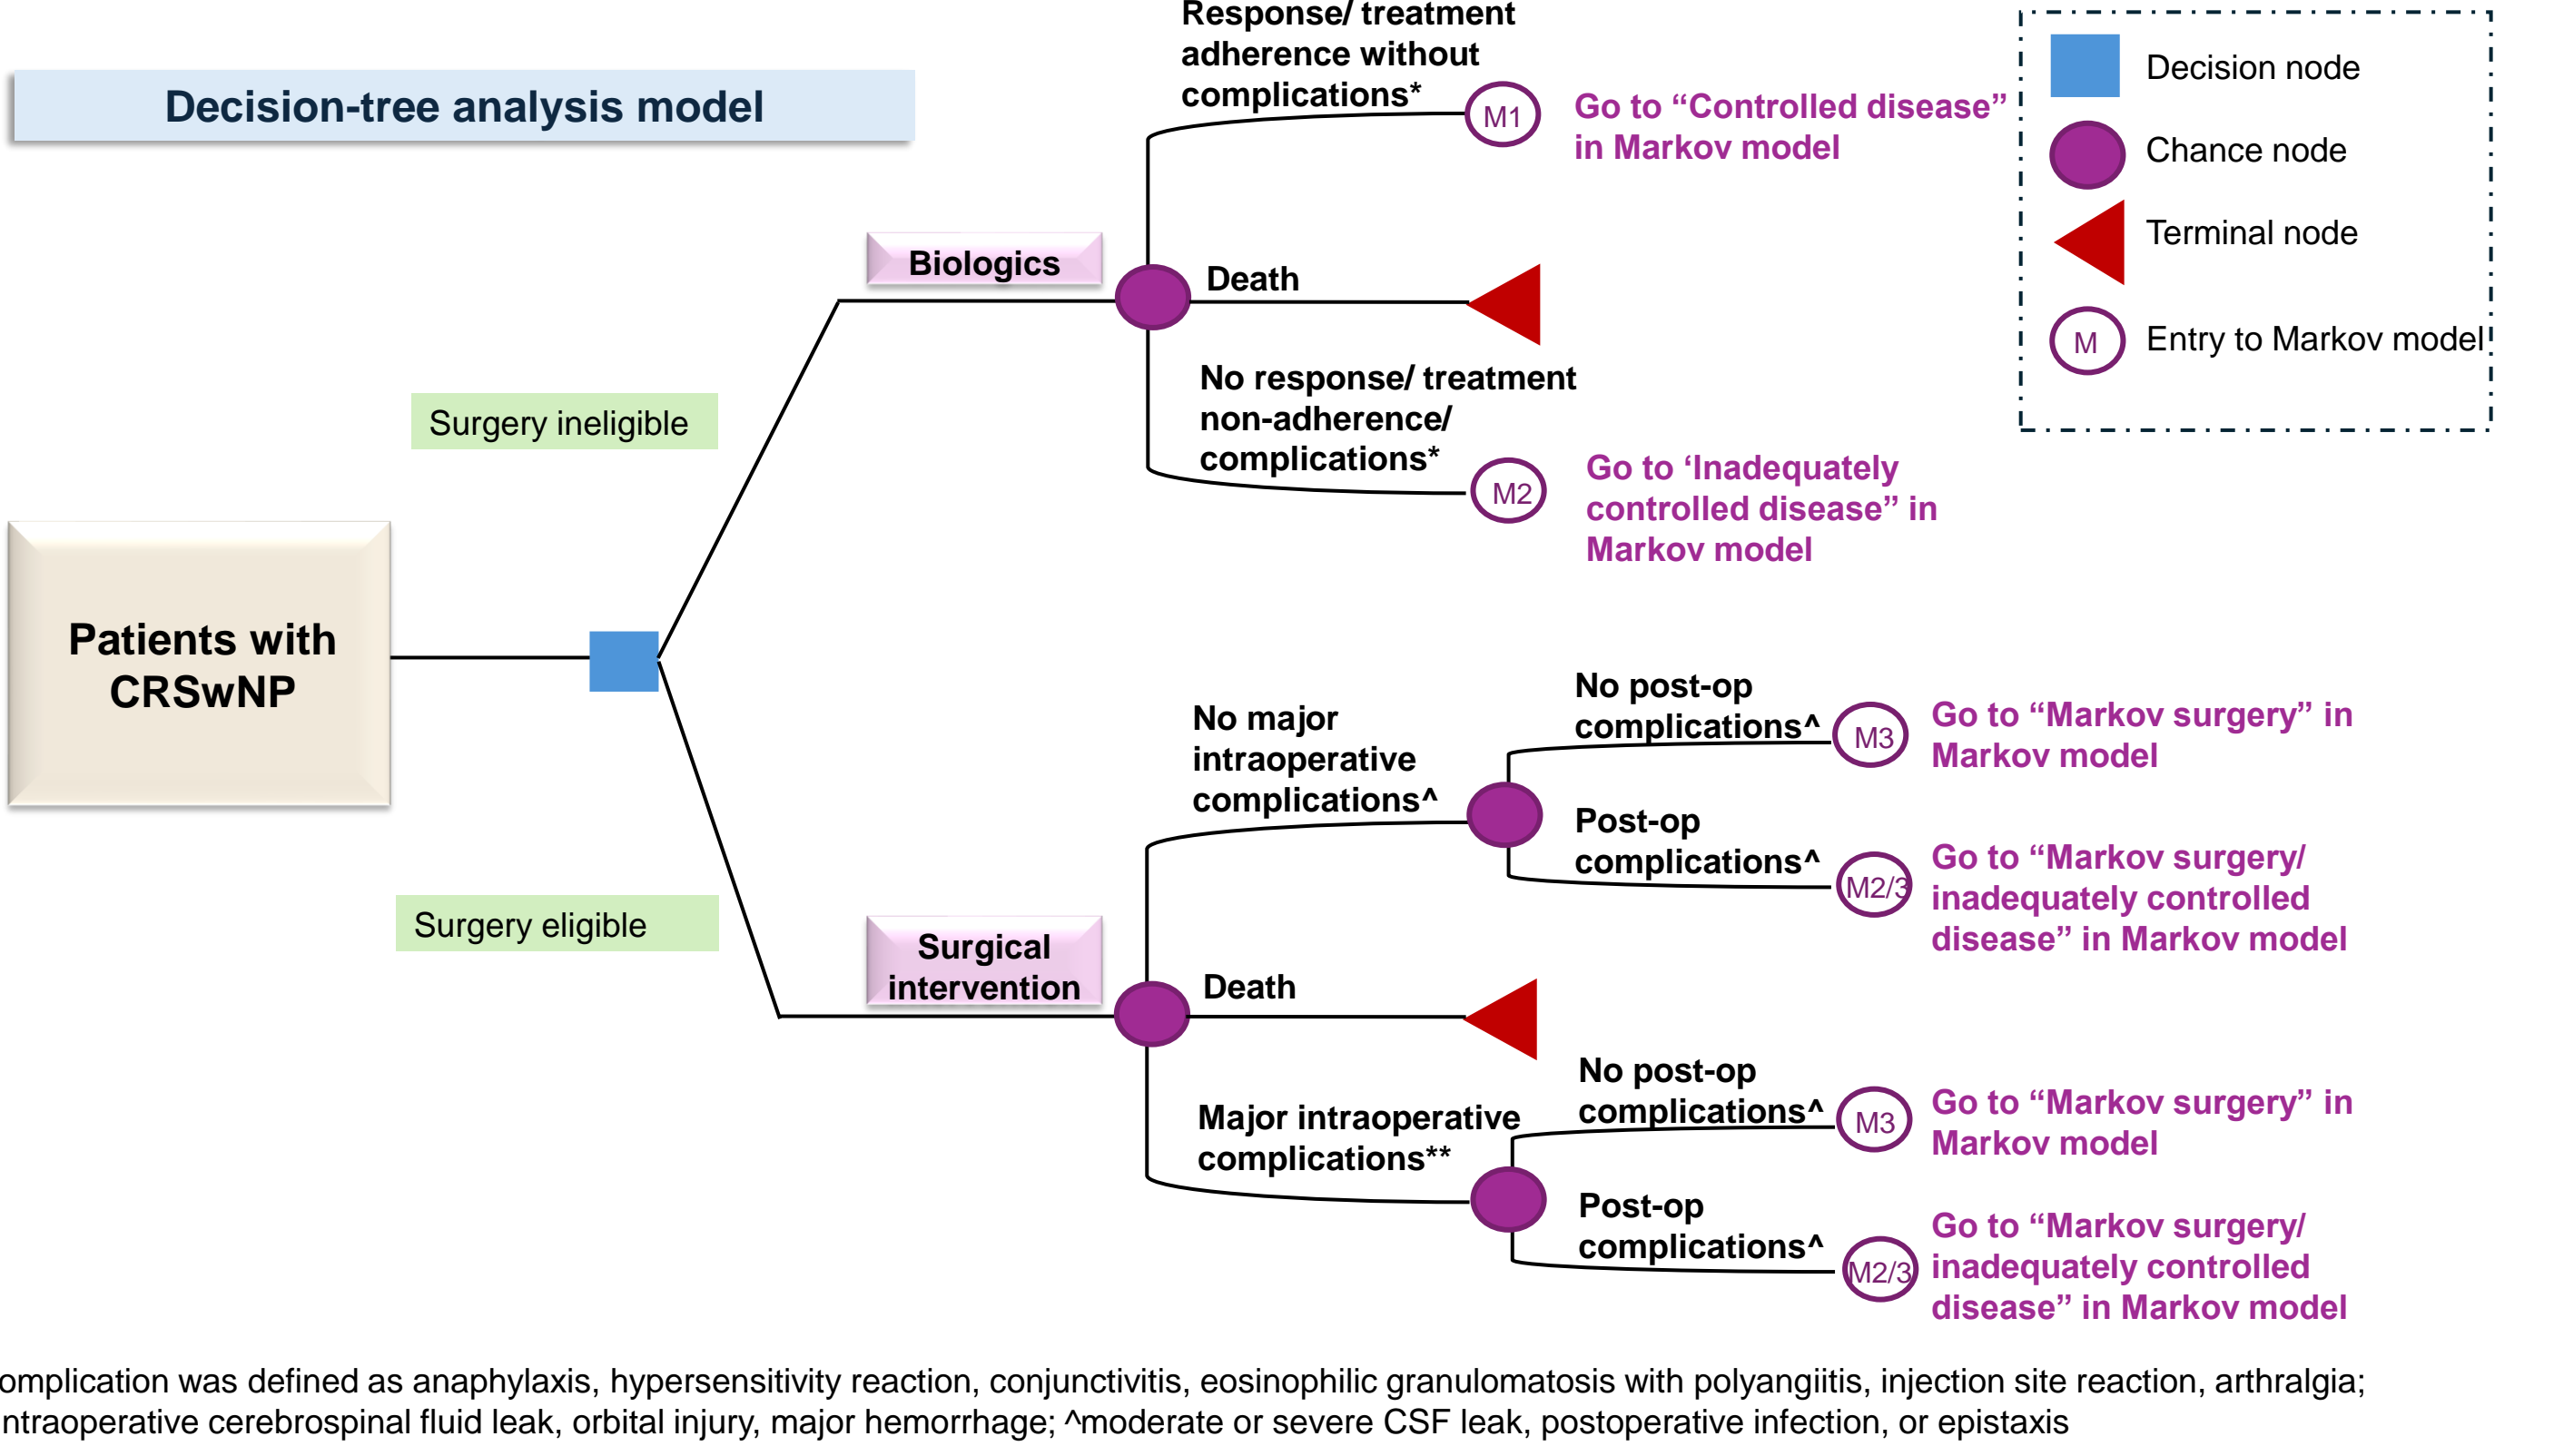 Decision-tree analysis model
Response/ treatment
adherence without
complications*
M1
Go to “Controlled disease”
in Markov model
Decision node
Chance node
Terminal node
M
Entry to Markov model
Biologics
Death
Surgery ineligible
No response/ treatment
non-adherence/
complications*
M2
Go to ‘Inadequately
controlled disease” in
Markov model
Patients with
CRSwNP
No major
intraoperative
complications^
No post-op
complications^
M3
Go to “Markov surgery” in
Markov model
Post-op
complications^
M2/3
Go to “Markov surgery/
inadequately controlled
disease” in Markov model
Surgery eligible
Surgical
intervention
Death
Major intraoperative
complications**
No post-op
complications^
M3
Go to “Markov surgery” in
Markov model
Post-op
complications^
M2/3
Go to “Markov surgery/
inadequately controlled
disease” in Markov model
omplication was defined as anaphylaxis, hypersensitivity reaction, conjunctivitis, eosinophilic granulomatosis with polyangiitis, injection site reaction, arthralgia;
ntraoperative cerebrospinal fluid leak, orbital injury, major hemorrhage; ^moderate or severe CSF leak, postoperative infection, or epistaxis